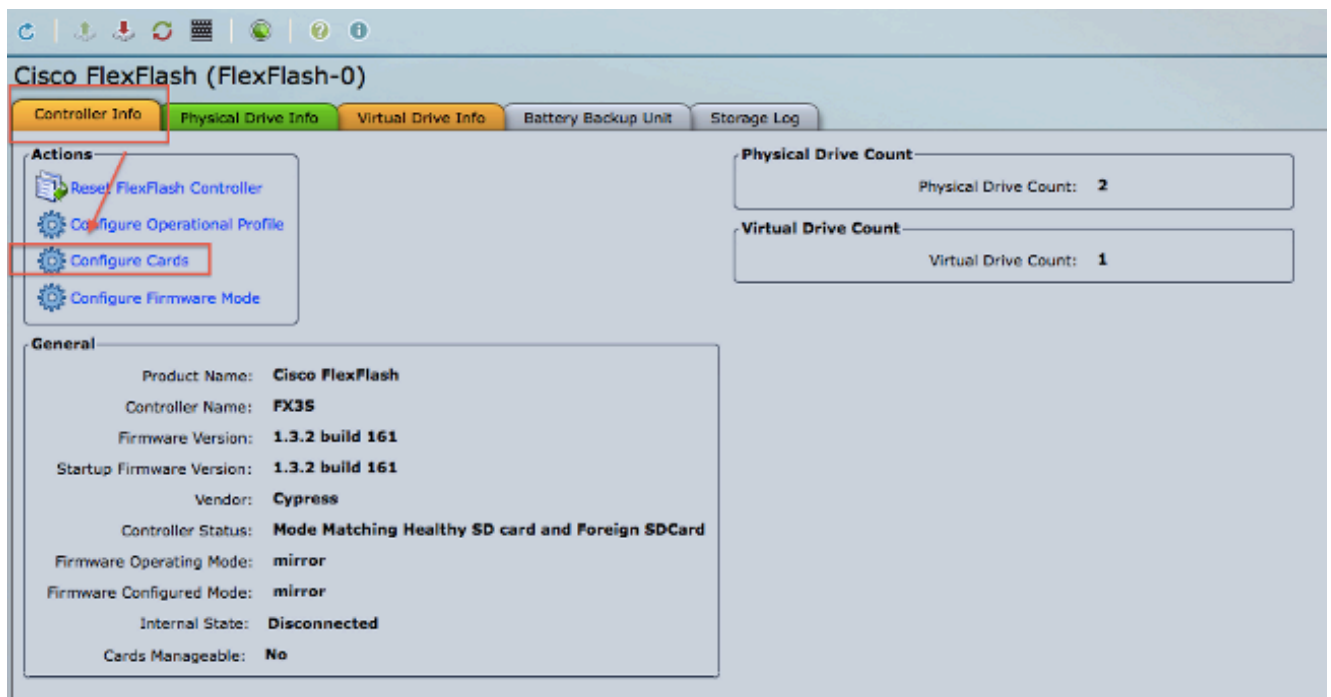 Cisco FlexFlash (FlexFlash-0)
Controller Info Physical Drive Info Virtual Drive Info Battery Backup Unit Storage Log
Actions
Reset FlexFlash Controller
Configure Operational Profile
Configure Cards
Configure Firmware Mode
Physical Drive Count
Physical Drive Count: 2
Virtual Drive Count
Virtual Drive Count: 1
General
Product Name: Cisco FlexFlash
Controller Name: FX3S
Firmware Version: 1.3.2 build 161
Startup Firmware Version: 1.3.2 build 161
Vendor: Cypress
Controller Status: Mode Matching Healthy SD card and Foreign SDCard
Firmware Operating Mode: mirror
Firmware Configured Mode: mirror
Internal State: Disconnected
Cards Manageable: No